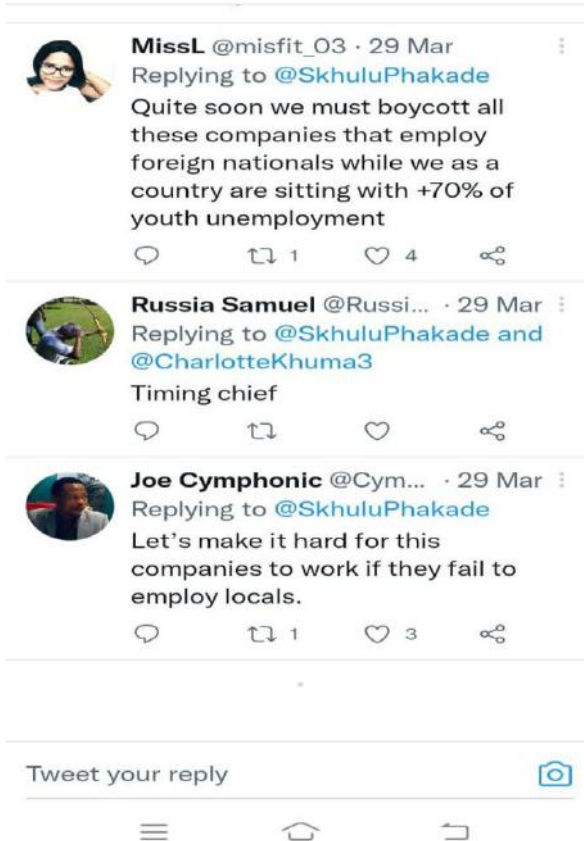 MissL @misfit_03 · 29 Mar
Replying to @SkhuluPhakade
Quite soon we must boycott all
these companies that employ
foreign nationals while we as a
country are sitting with +70% of
youth unemployment
1 4
Russia Samuel @Russi... · 29 Mar
Replying to @SkhuluPhakade and
@CharlotteKhuma3
Timing chief
Joe Cymphonic @Cym... · 29 Mar
Replying to @SkhuluPhakade
Let's make it hard for this
companies to work if they fail to
employ locals.
1 3
Tweet your reply